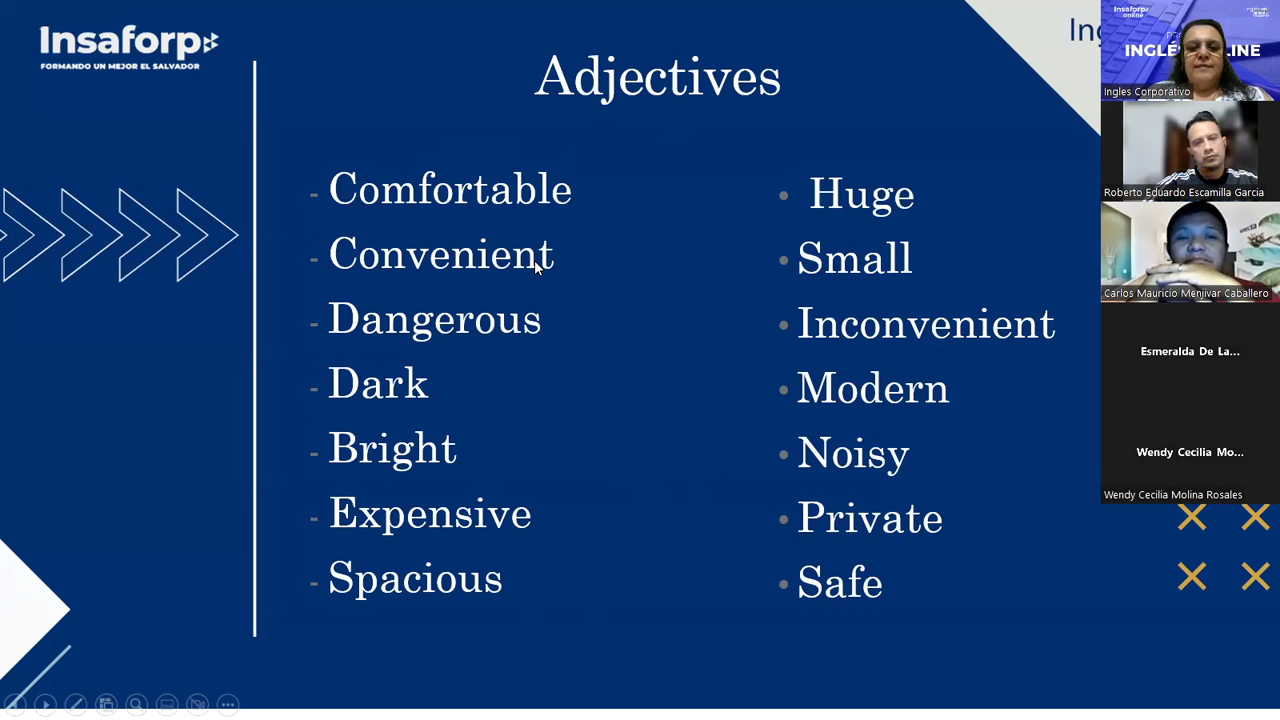 Insaforp
FORMANDO UN MEJOR EL SALVADOR
Adjectives
- Comfortable
- Convenient
- Dangerous
- Dark
- Bright
- Expensive
- Spacious
• Huge
• Small
• Inconvenient
• Modern
• Noisy
• Private
• Safe
Insaforp
online
Ingles Corporativo
Roberto Eduardo Escamilla Garcia
Carlos Mauricio Menjivar Caballero
Esmeralda De La...
Wendy Cecilia Mo...
Wendy Cecilia Molina Rosales